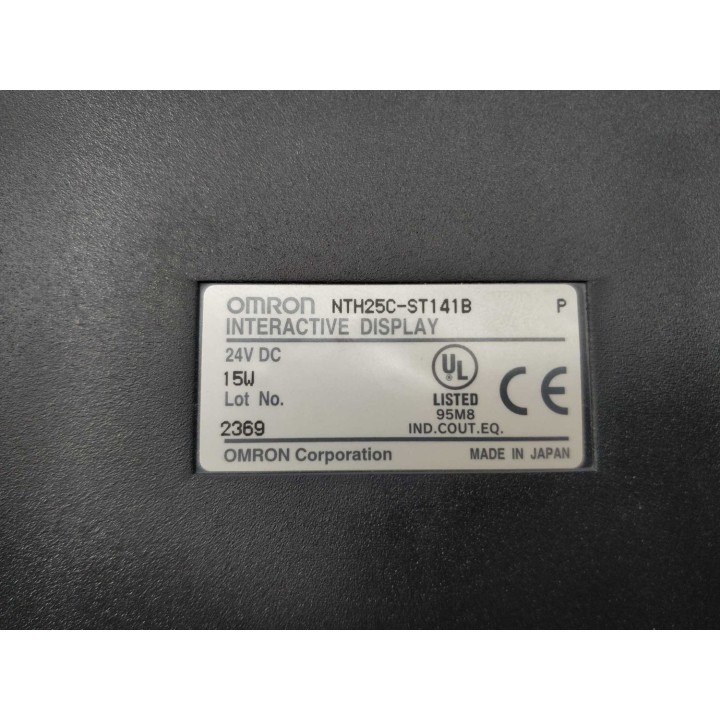 OMRON NTH25C-ST141B P
INTERACTIVE DISPLAY
24V DC
15W
Lot No.
2369
UL
LISTED
95M8
IND.COUT.EQ.
CE
OMRON Corporation MADE IN JAPAN